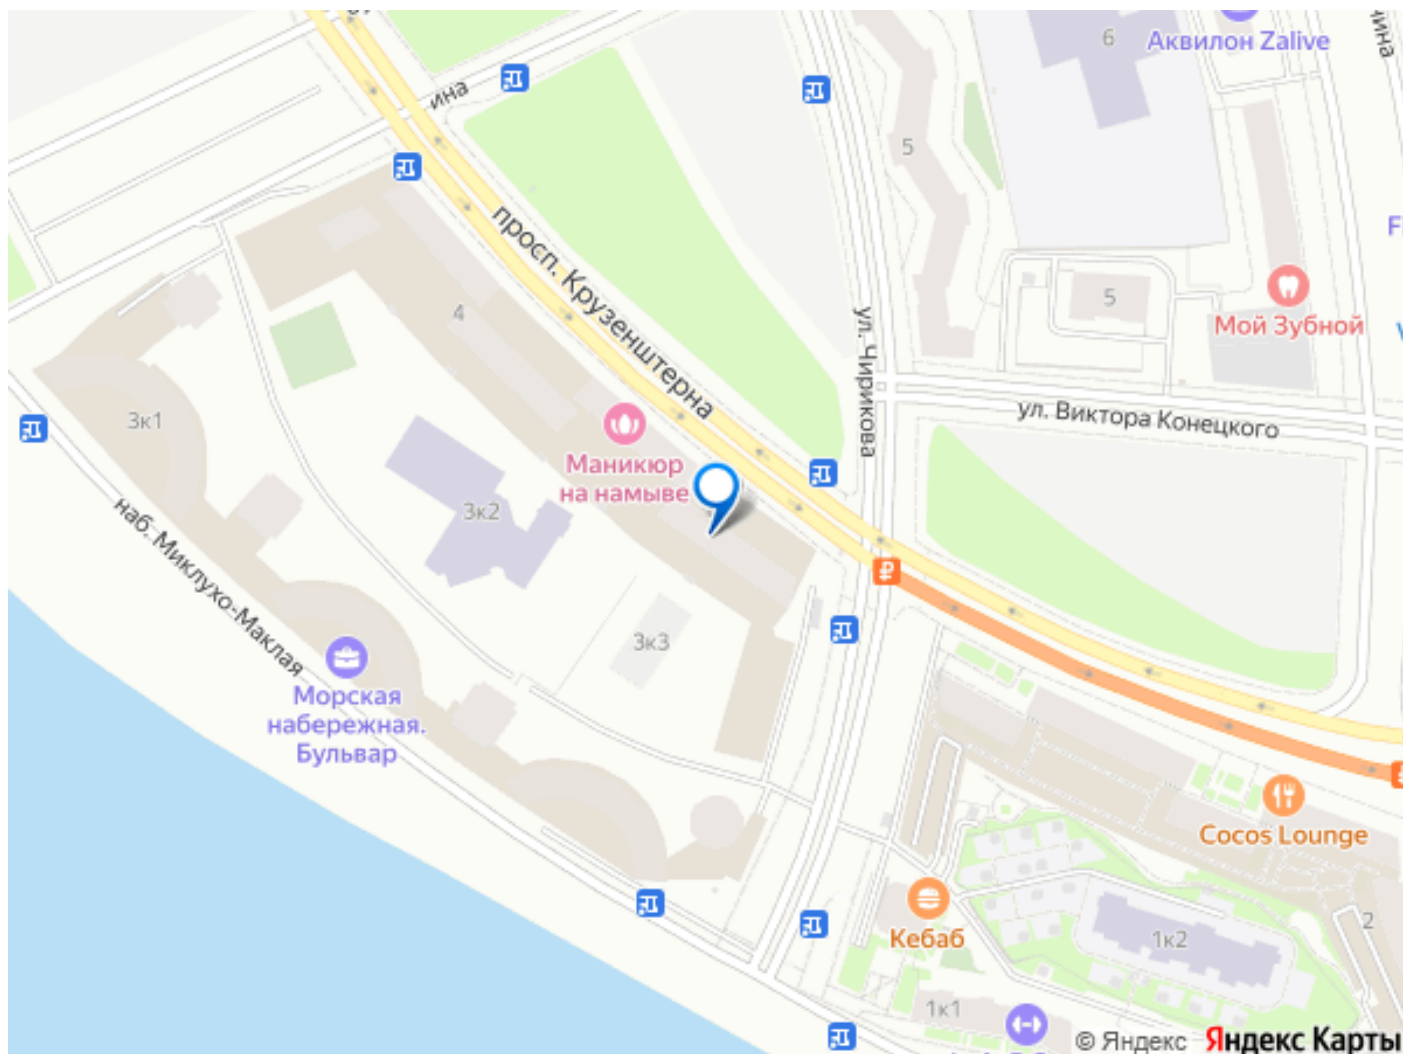 6
Аквилон Zalive
чина
ина
5
просп. Крузенштерна
5
Мой Зубной
4
ул. Чирикова
3к1
ул. Виктора Конецкого
Маникюр
на намыве
3к2
наб. Миклухо-Маклая
3к3
Морская
набережная.
Бульвар
Cocos Lounge
Кебаб
2
1к2
1к1
© Яндекс Яндекс Карты